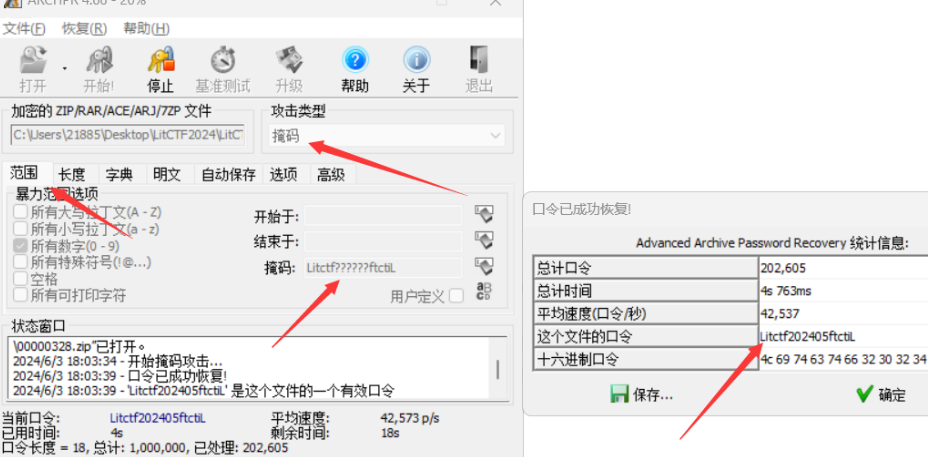 ARCHPR 4.66 - 20%
文件(F) 恢复(R) 帮助(H)
打开 开始! 停止 基准测试 升级 帮助 关于 退出
加密的 ZIP/RAR/ACE/ARJ/7ZP 文件
C:\Users\21885\Desktop\LitCTF2024\LitC
攻击类型
掩码
范围 长度 字典 明文 自动保存 选项 高级
暴力范围选项
所有大写拉丁文(A - Z)
所有小写拉丁文(a - z)
所有数字(0 - 9)
所有特殊符号(!@...)
空格
所有可打印字符
开始于:
结束于:
掩码: Litctf??????ftctiL
用户定义
状态窗口
\00000328.zip"已打开。
2024/6/3 18:03:34 - 开始掩码攻击...
2024/6/3 18:03:39 - 口令已成功恢复!
2024/6/3 18:03:39 - 'Litctf202405ftctiL' 是这个文件的一个有效口令
当前口令: Litctf202405ftctiL 平均速度: 42,573 p/s
已用时间: 4s 剩余时间: 18s
口令长度 = 18, 总计: 1,000,000, 已处理: 202,605
口令已成功恢复!
Advanced Archive Password Recovery 统计信息:
总计口令 202,605
总计时间 4s 763ms
平均速度(口令/秒) 42,537
这个文件的口令 Litctf202405ftctiL
十六进制口令 4c 69 74 63 74 66 32 30 32 34
保存... 确定